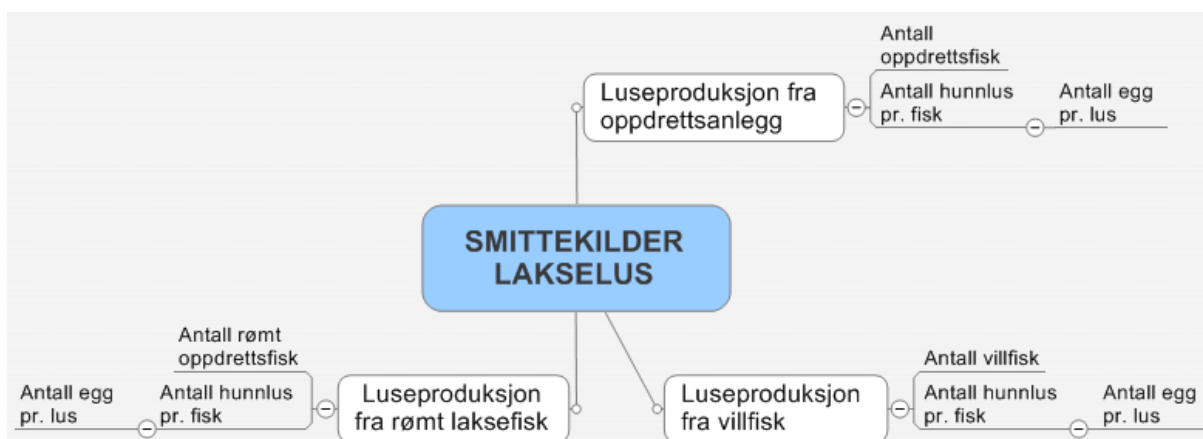 Antall
oppdrettsfisk
Luseproduksjon fra
oppdrettsanlegg
Antall hunnlus
pr. fisk
Antall egg
pr. lus
SMITTEKILDER
LAKSELUS
Antall rømt
oppdrettsfisk
Antall egg
pr. lus
Antall hunnlus
pr. fisk
Luseproduksjon
fra rømt laksefisk
Luseproduksjon
fra villfisk
Antall villfisk
Antall hunnlus
pr. fisk
Antall egg
pr. lus